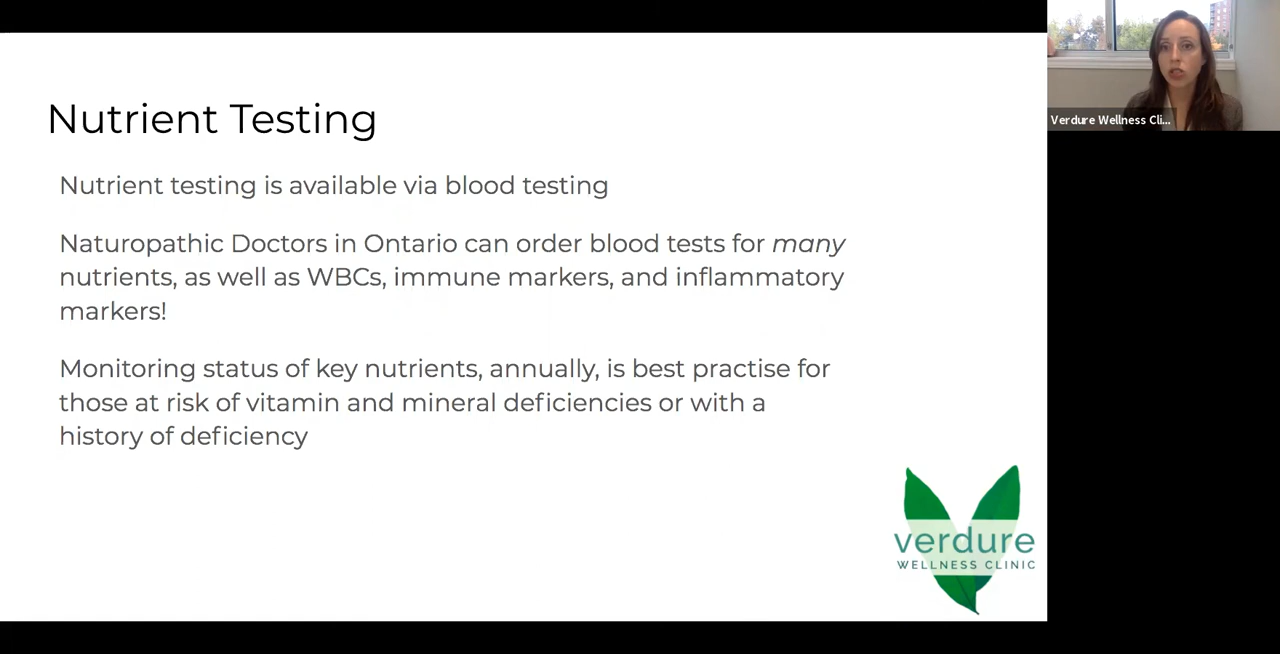 Nutrient Testing
Nutrient testing is available via blood testing
Naturopathic Doctors in Ontario can order blood tests for many
nutrients, as well as WBCs, immune markers, and inflammatory
markers!
Monitoring status of key nutrients, annually, is best practise for
those at risk of vitamin and mineral deficiencies or with a
history of deficiency
verdure
WELLNESS CLINIC
Verdure Wellness Cli...